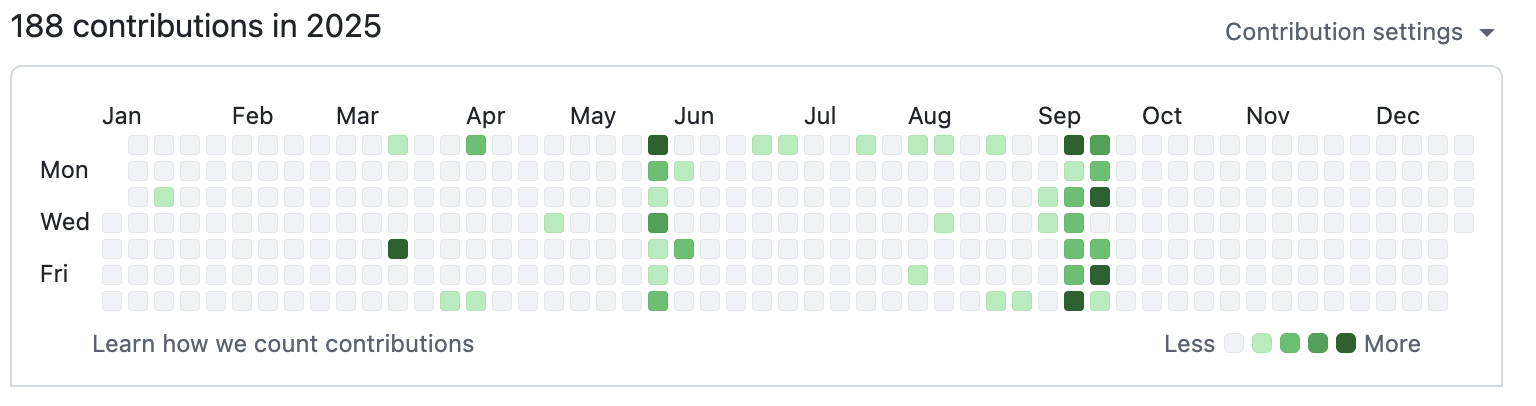 188 contributions in 2025
Contribution settings
Jan Feb Mar Apr May Jun Jul Aug Sep Oct Nov Dec
Mon
Wed
Fri
Learn how we count contributions
Less More